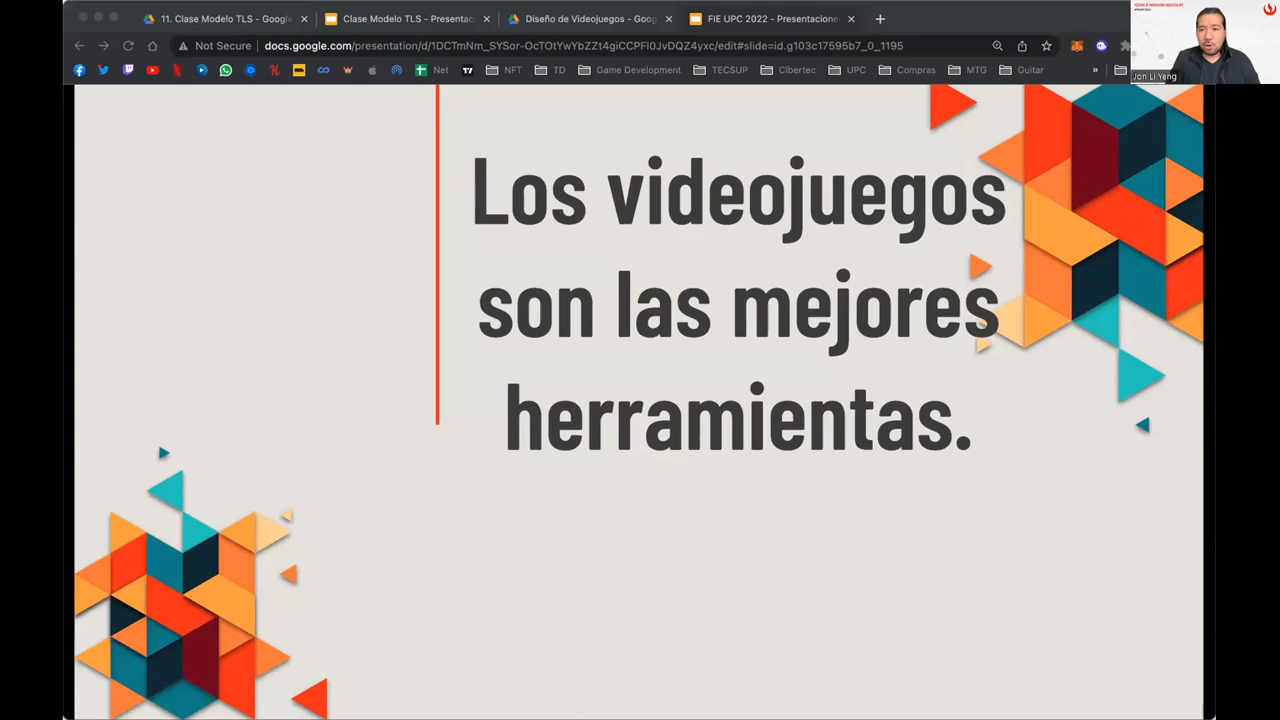 11. Clase Modelo TLS - Google
Clase Modelo TLS - Presentac
Diseño de Videojuegos - Goog
FIE UPC 2022 - Presentacione
Not Secure
docs.google.com/presentation/d/1DCTmNm_SYSor-OcTOtYwYbZZt4giCCPFl0JvDQZ4yxc/edit#slide=id.g103c17595b7_0_1195
Net
NFT
TD
Game Development
TECSUP
Cibertec
UPC
Compras
MTG
Guitar
Jon Li Yeng
Los videojuegos
son las mejores
herramientas.